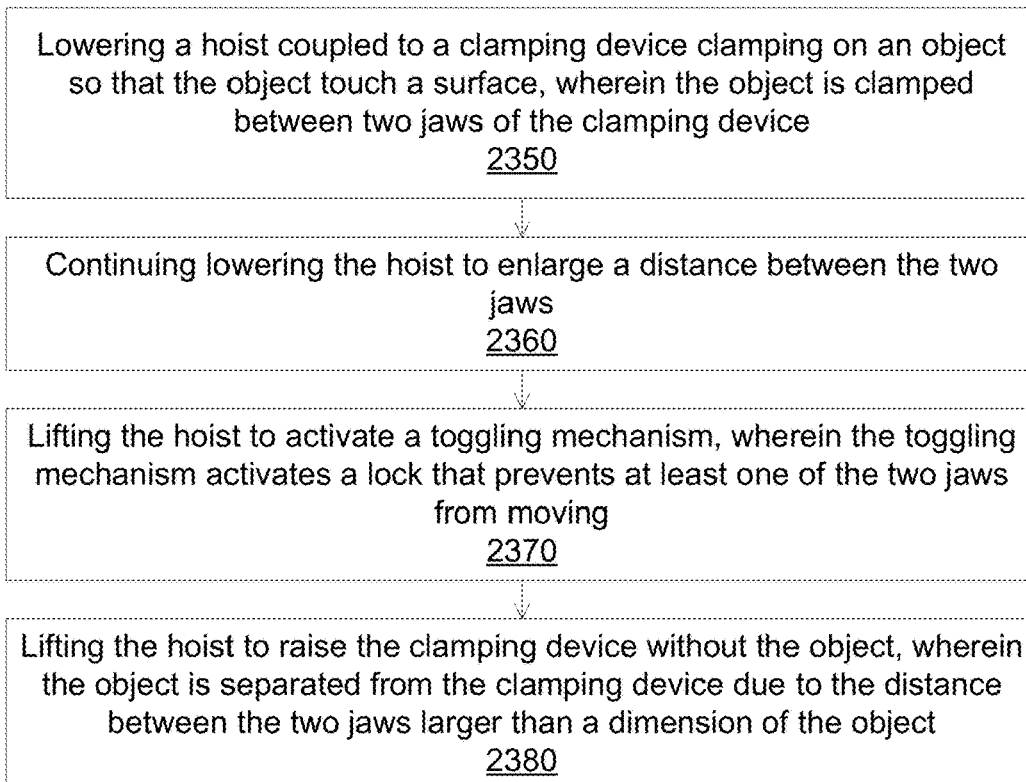 Lowering a hoist coupled to a clamping device clamping on an object
so that the object touch a surface, wherein the object is clamped
between two jaws of the clamping device
2350
Continuing lowering the hoist to enlarge a distance between the two
jaws
2360
Lifting the hoist to activate a toggling mechanism, wherein the toggling
mechanism activates a lock that prevents at least one of the two jaws
from moving
2370
Lifting the hoist to raise the clamping device without the object, wherein
the object is separated from the clamping device due to the distance
between the two jaws larger than a dimension of the object
2380